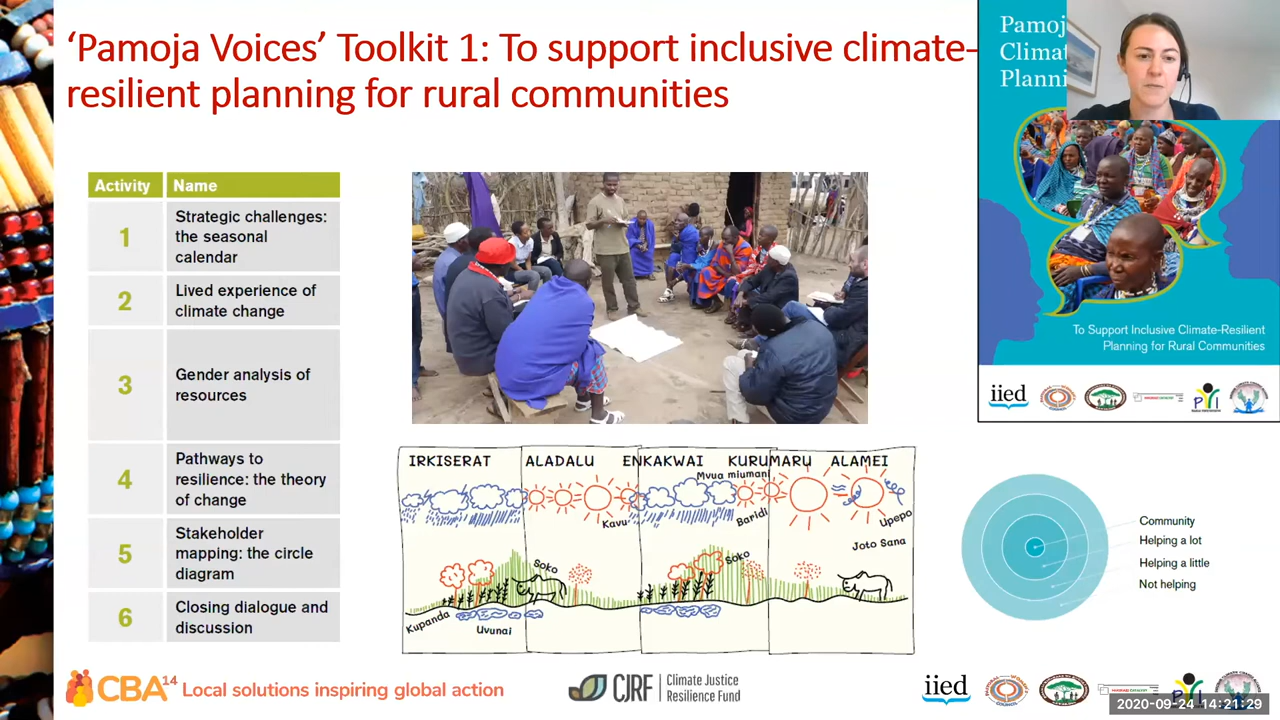 ‘Pamoja Voices’ Toolkit 1: To support inclusive climate-
resilient planning for rural communities
Activity Name
1 Strategic challenges:
the seasonal
calendar
2 Lived experience of
climate change
3 Gender analysis of
resources
4 Pathways to
resilience: the theory
of change
5 Stakeholder
mapping: the circle
diagram
6 Closing dialogue and
discussion
IRKISERAT ALADALU ENKAKWAI KURUMARU ALAMEI
Mvua miumani
Kavu
Baridi
Upepo
Joto Sana
Soko
Soko
Kupanda
Uvunai
To Support Inclusive Climate-Resilient
Planning for Rural Communities
iied
Community
Helping a lot
Helping a little
Not helping
CBA14 Local solutions inspiring global action
CJRF Climate Justice
Resilience Fund
iied
2020-09-24 14:21:29